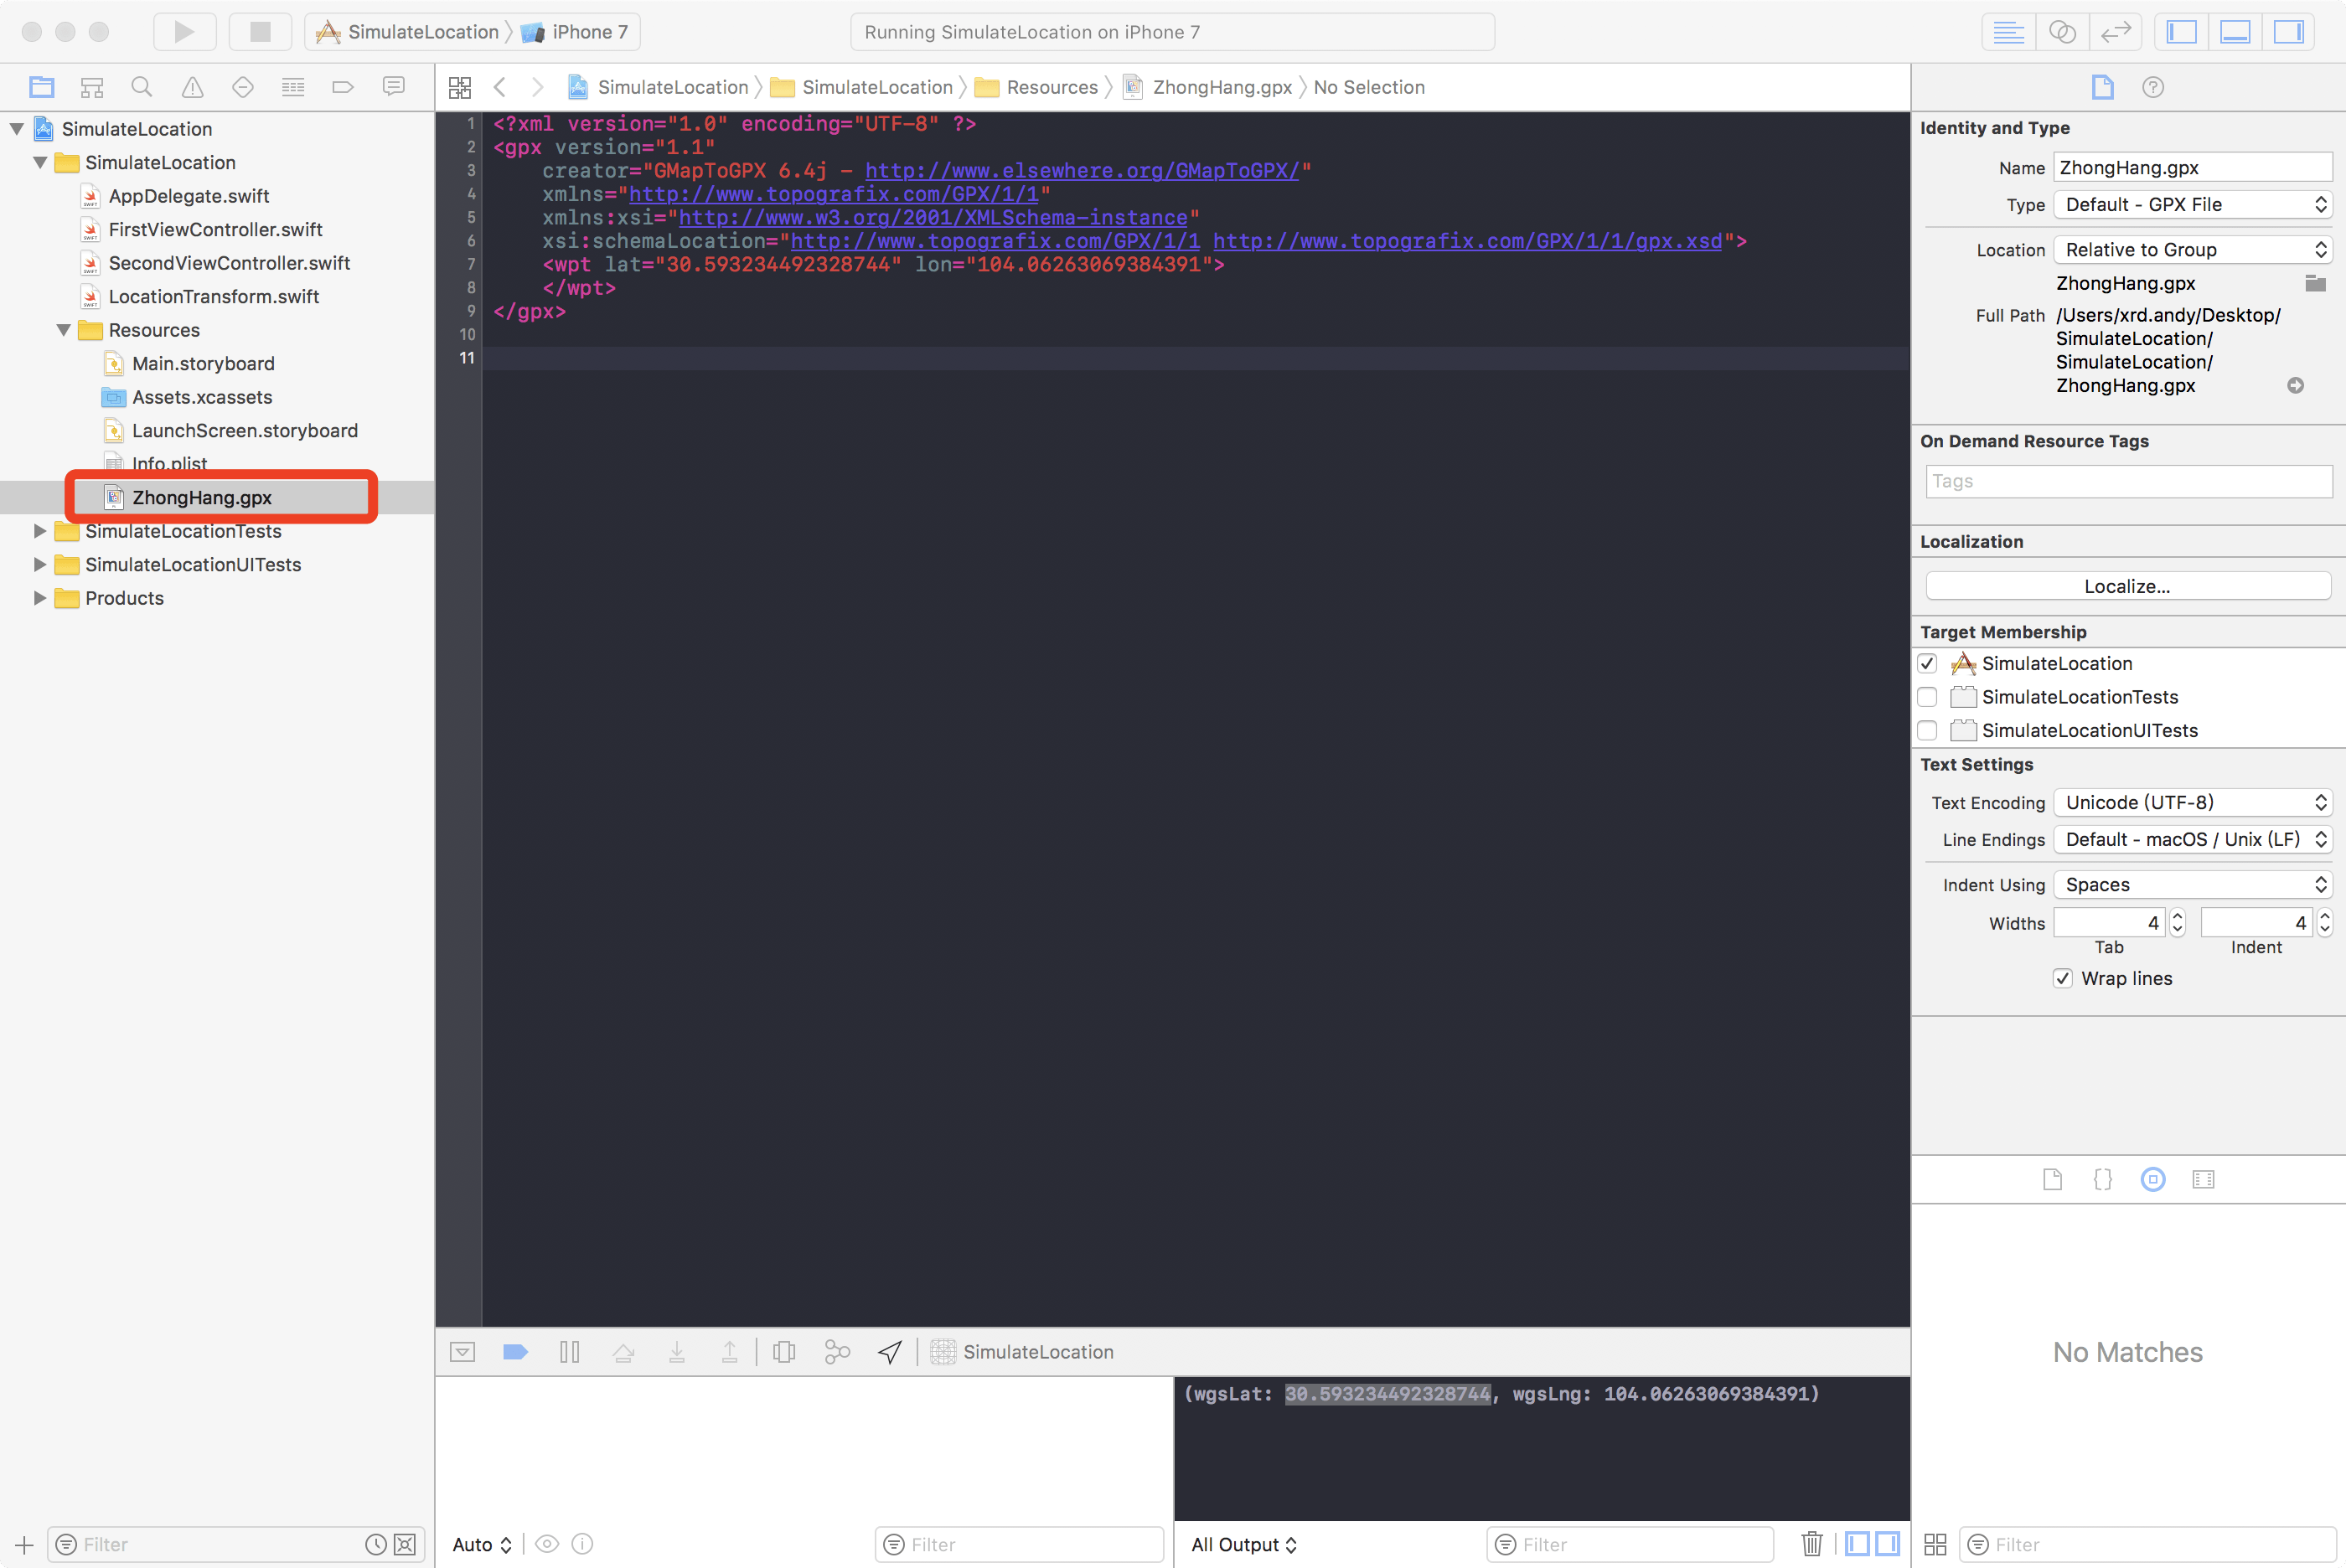 SimulateLocation iPhone 7
Running SimulateLocation on iPhone 7
SimulateLocation SimulateLocation Resources ZhongHang.gpx No Selection
SimulateLocation
SimulateLocation
AppDelegate.swift
FirstViewController.swift
SecondViewController.swift
LocationTransform.swift
Resources
Main.storyboard
Assets.xcassets
LaunchScreen.storyboard
Info.plist
ZhongHang.gpx
SimulateLocationTests
SimulateLocationUITests
Products
Filter
1 <?xml version="1.0" encoding="UTF-8" ?>
2 <gpx version="1.1"
3 creator="GMapToGPX 6.4j - http://www.elsewhere.org/GMapToGPX/"
4 xmlns="http://www.topografix.com/GPX/1/1"
5 xmlns:xsi="http://www.w3.org/2001/XMLSchema-instance"
6 xsi:schemaLocation="http://www.topografix.com/GPX/1/1 http://www.topografix.com/GPX/1/1/gpx.xsd">
7 <wpt lat="30.593234492328744" lon="104.06263069384391">
8 </wpt>
9 </gpx>
10
11
SimulateLocation
(wgsLat: 30.593234492328744, wgsLng: 104.06263069384391)
Auto
Filter
All Output
Filter
Identity and Type
Name ZhongHang.gpx
Type Default - GPX File
Location Relative to Group
ZhongHang.gpx
Full Path /Users/xrd.andy/Desktop/
SimulateLocation/
SimulateLocation/
ZhongHang.gpx
On Demand Resource Tags
Tags
Localization
Localize...
Target Membership
SimulateLocation
SimulateLocationTests
SimulateLocationUITests
Text Settings
Text Encoding Unicode (UTF-8)
Line Endings Default - macOS / Unix (LF)
Indent Using Spaces
Widths 4 4
Tab Indent
Wrap lines
No Matches
Filter